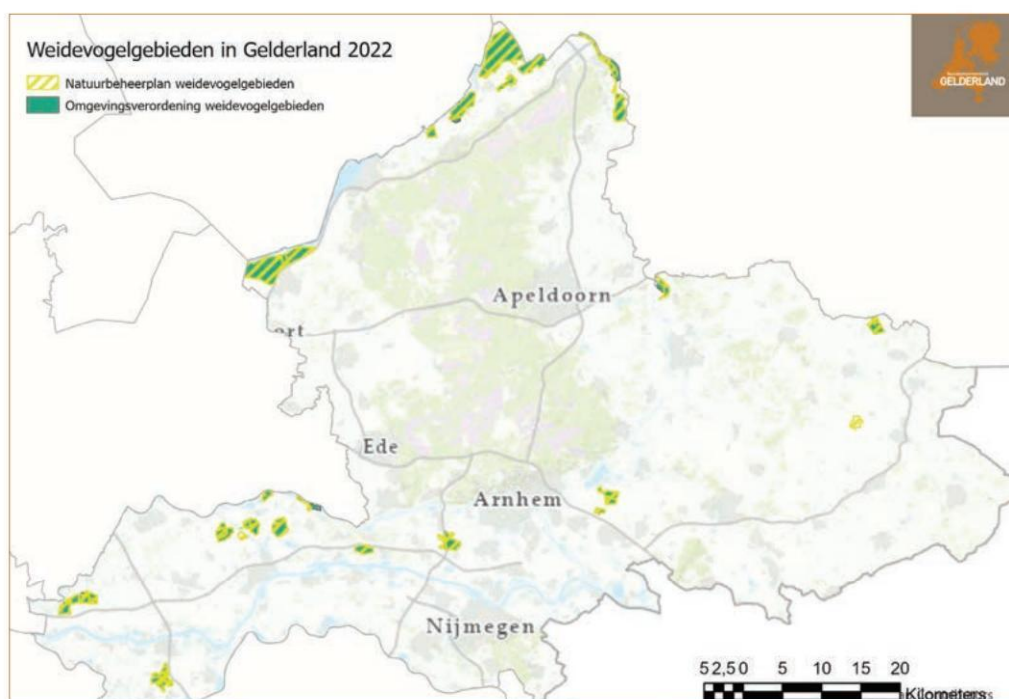 Weidevogelgebieden in Gelderland 2022
Natuurbeheerplan weidevogelgebieden
Omgevingsverordening weidevogelgebieden
GELDERLAND
Apeldoorn
ort
Ede
Arnhem
Nijmegen
5 2,5 0 5 10 15 20
Kilometers